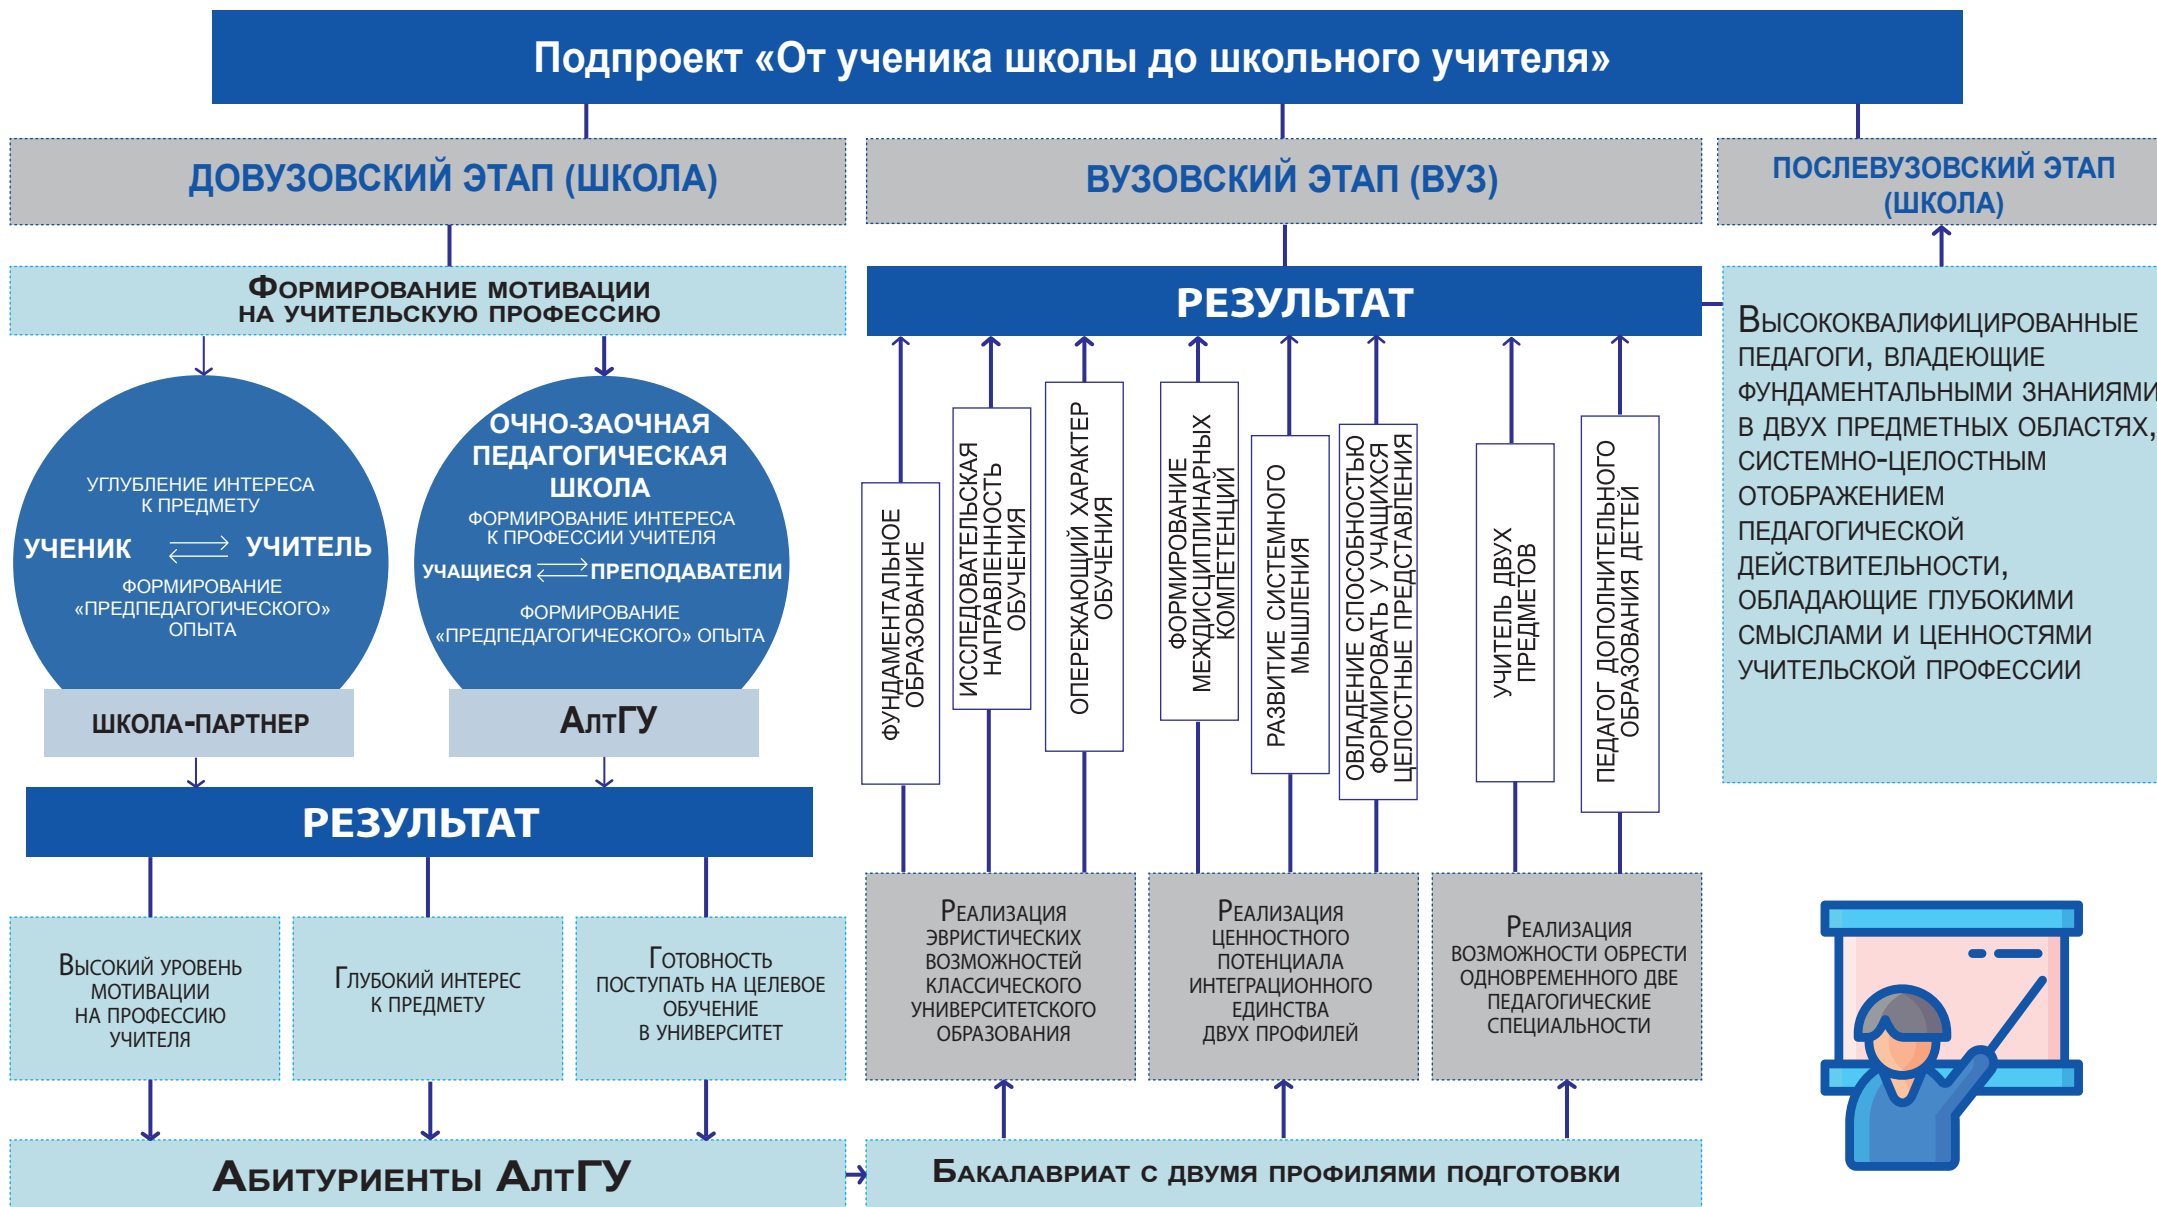 Подпроект «От ученика школы до школьного учителя»
ДОВУЗОВСКИЙ ЭТАП (ШКОЛА)
Формирование мотивации
на учительскую профессию
УГЛУБЛЕНИЕ ИНТЕРЕСА
К ПРЕДМЕТУ
УЧЕНИК УЧИТЕЛЬ
ФОРМИРОВАНИЕ
«ПРЕДПЕДАГОГИЧЕСКОГО»
ОПЫТА
ШКОЛА-ПАРТНЕР
ОЧНО-ЗАОЧНАЯ
ПЕДАГОГИЧЕСКАЯ
ШКОЛА
ФОРМИРОВАНИЕ ИНТЕРЕСА
К ПРОФЕССИИ УЧИТЕЛЯ
УЧАЩИЕСЯ ПРЕПОДАВАТЕЛИ
ФОРМИРОВАНИЕ
«ПРЕДПЕДАГОГИЧЕСКОГО» ОПЫТА
АлтГУ
РЕЗУЛЬТАТ
Высокий уровень
мотивации
на профессию
учителя
Глубокий интерес
к предмету
Готовность
поступать на целевое
обучение
в университет
Абитуриенты АлтГУ
ВУЗОВСКИЙ ЭТАП (ВУЗ)
РЕЗУЛЬТАТ
ФУНДАМЕНТАЛЬНОЕ
ОБРАЗОВАНИЕ
ИССЛЕДОВАТЕЛЬСКАЯ
НАПРАВЛЕННОСТЬ
ОБУЧЕНИЯ
ОПЕРЕЖАЮЩИЙ ХАРАКТЕР
ОБУЧЕНИЯ
ФОРМИРОВАНИЕ
МЕЖДИСЦИПЛИНАРНЫХ
КОМПЕТЕНЦИЙ
РАЗВИТИЕ СИСТЕМНОГО
МЫШЛЕНИЯ
ОВЛАДЕНИЕ СПОСОБНОСТЬЮ
ФОРМИРОВАТЬ У УЧАЩИХСЯ
ЦЕЛОСТНЫЕ ПРЕДСТАВЛЕНИЯ
УЧИТЕЛЬ ДВУХ
ПРЕДМЕТОВ
ПЕДАГОГ ДОПОЛНИТЕЛЬНОГО
ОБРАЗОВАНИЯ ДЕТЕЙ
Реализация
эвристических
возможностей
классического
университетского
образования
Реализация
ценностного
потенциала
интеграционного
единства
двух профилей
Реализация
возможности обрести
одновременного две
педагогические
специальности
Бакалавриат с двумя профилями подготовки
ПОСЛЕВУЗОВСКИЙ ЭТАП
(ШКОЛА)
Высококвалифицированные
педагоги, владеющие
фундаментальными знаниями
в двух предметных областях,
системно-целостным
отображением
педагогической
действительности,
обладающие глубокими
смыслами и ценностями
учительской профессии